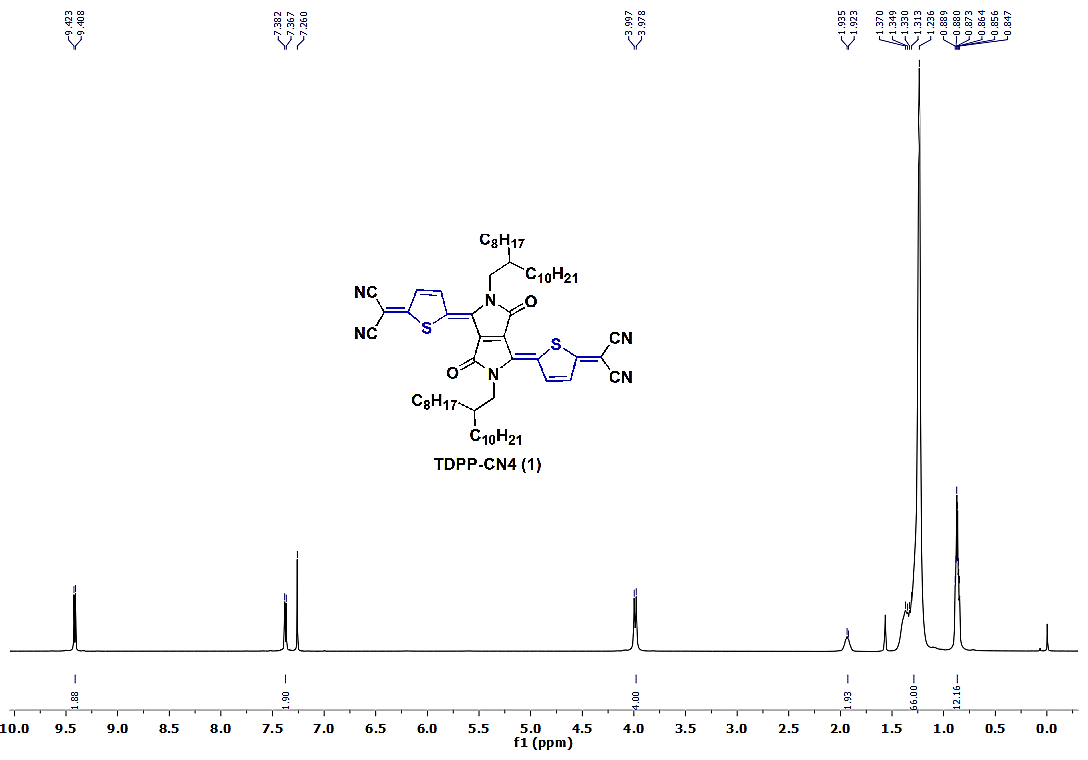 9.423
9.408
7.382
7.367
7.260
3.997
3.978
1.935
1.923
1.370
1.349
1.330
1.313
1.236
0.889
0.880
0.873
0.864
0.856
0.847
C8H17
C10H21
NC
N
O
S
NC
S
CN
O
N
CN
C8H17
C10H21
TDPP-CN4 (1)
1.88
1.90
4.00
1.93
66.00
12.16
10.0 9.5 9.0 8.5 8.0 7.5 7.0 6.5 6.0 5.5 5.0 4.5 4.0 3.5 3.0 2.5 2.0 1.5 1.0 0.5 0.0
f1 (ppm)